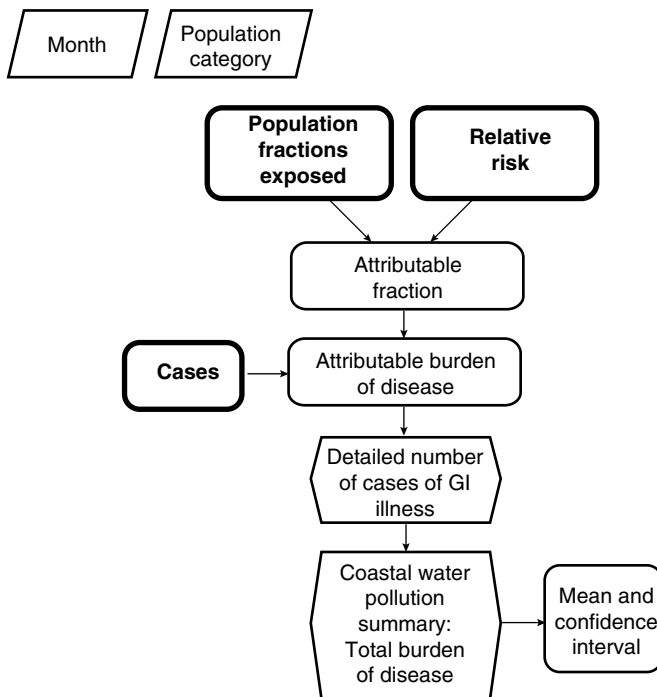 Month
Population
category
Population
fractions
exposed
Relative
risk
Attributable
fraction
Cases
Attributable burden
of disease
Detailed number
of cases of GI
illness
Coastal water
pollution
summary:
Total burden
of disease
Mean and
confidence
interval